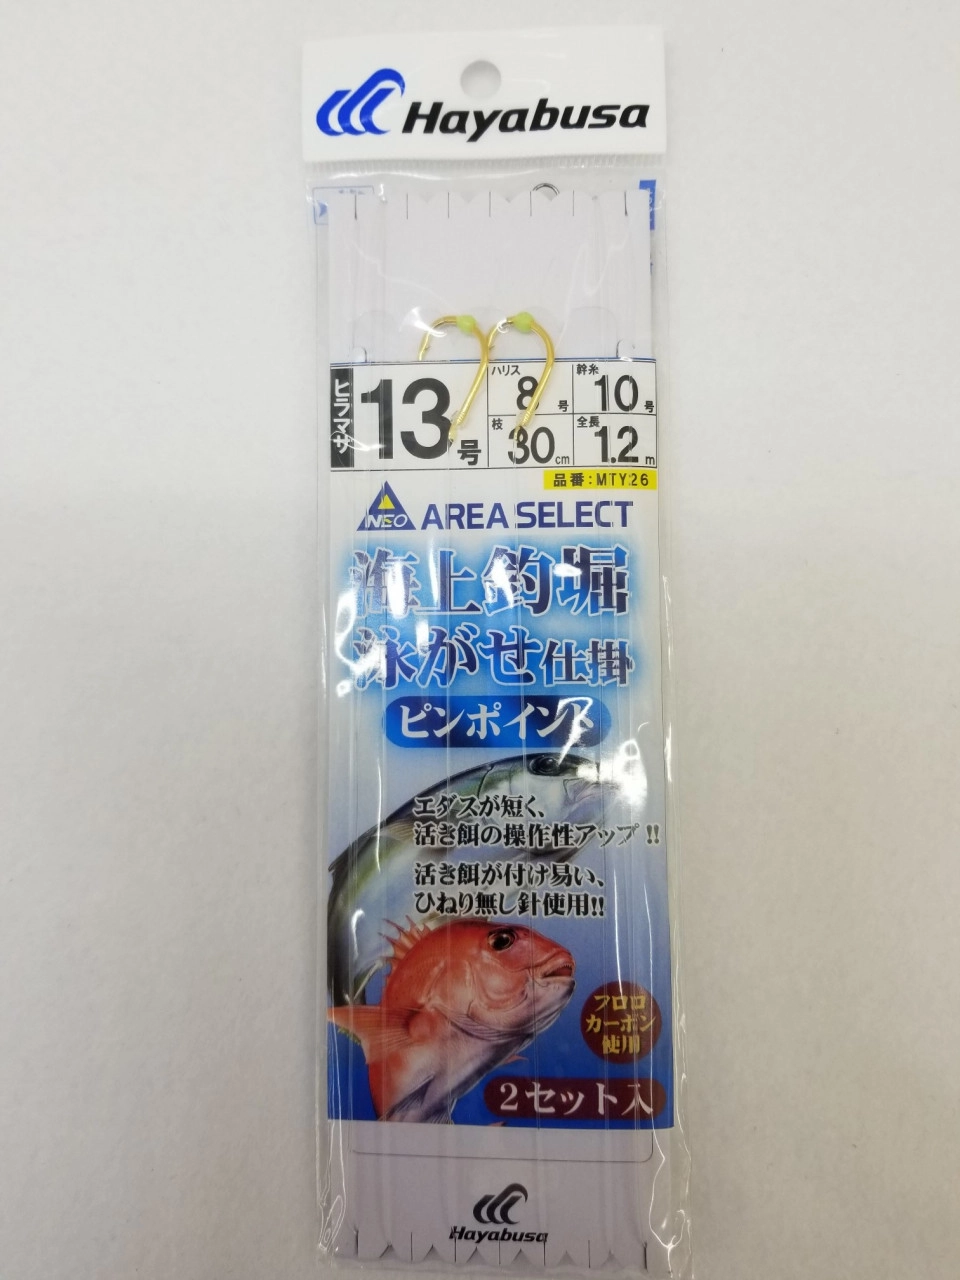 Hayabusa
ヒラマサ
13号
ハリス
8号
幹糸
10号
枝
30cm
全長
1.2m
品番:MTY26
NEO AREA SELECT
海上釣堀
泳がせ仕掛
ピンポイント
エダスが短く、
活き餌の操作性アップ!!
活き餌が付け易い、
ひねり無し針使用!!
フロロ
カーボン
使用
2セット入
Hayabusa